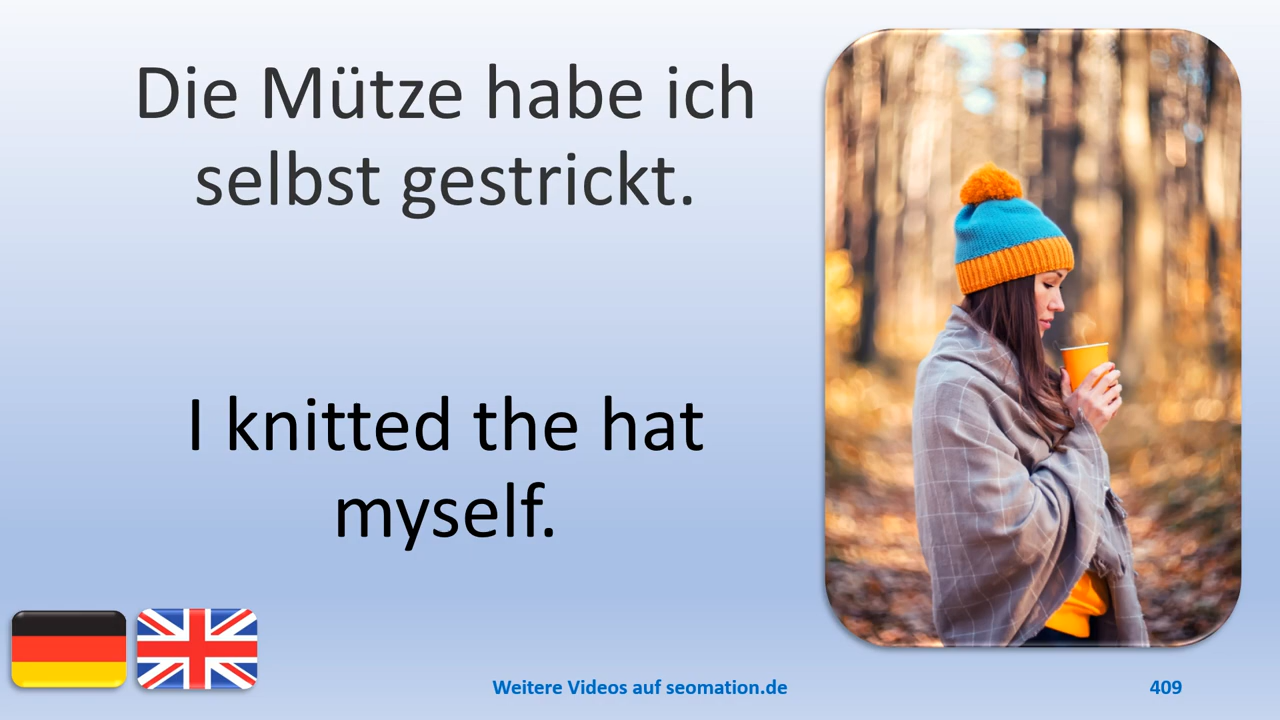 Die Mütze habe ich
selbst gestrickt.
I knitted the hat
myself.
Weitere Videos auf seomation.de
409